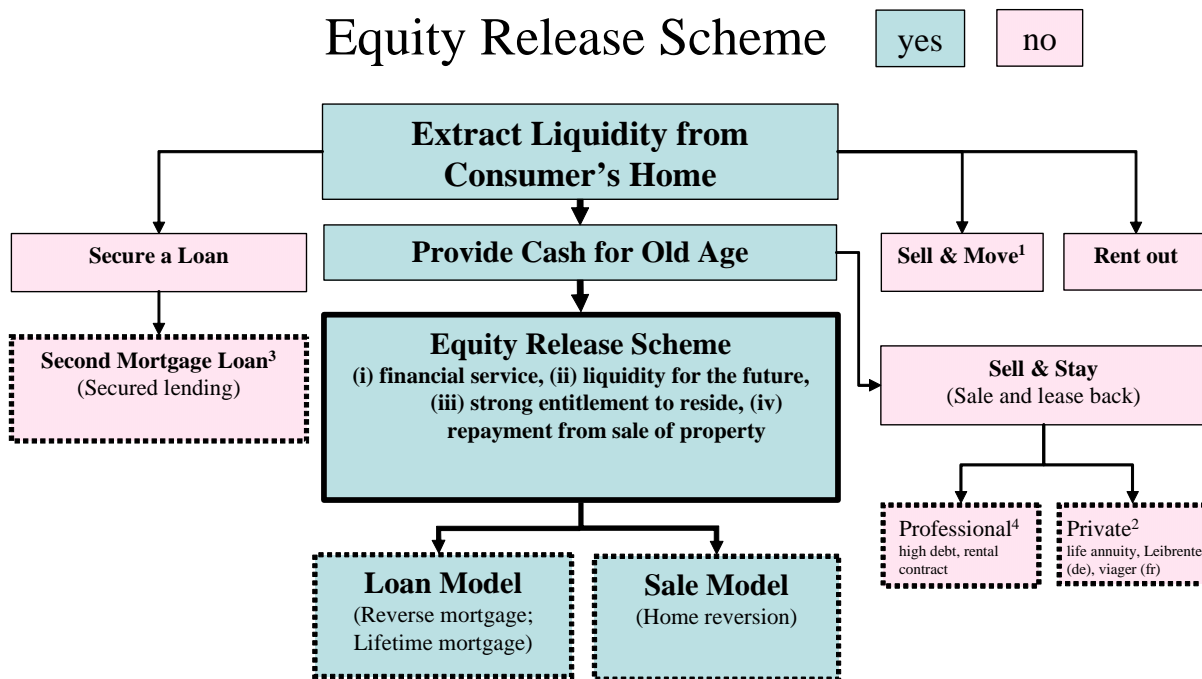 Equity Release Scheme
yes
no
Extract Liquidity from
Consumer’s Home
Secure a Loan
Provide Cash for Old Age
Sell & Move¹
Rent out
Second Mortgage Loan³
(Secured lending)
Equity Release Scheme
(i) financial service, (ii) liquidity for the future,
(iii) strong entitlement to reside, (iv)
repayment from sale of property
Sell & Stay
(Sale and lease back)
Professional⁴
high debt, rental
contract
Private²
life annuity, Leibrente
(de), viager (fr)
Loan Model
(Reverse mortgage;
Lifetime mortgage)
Sale Model
(Home reversion)